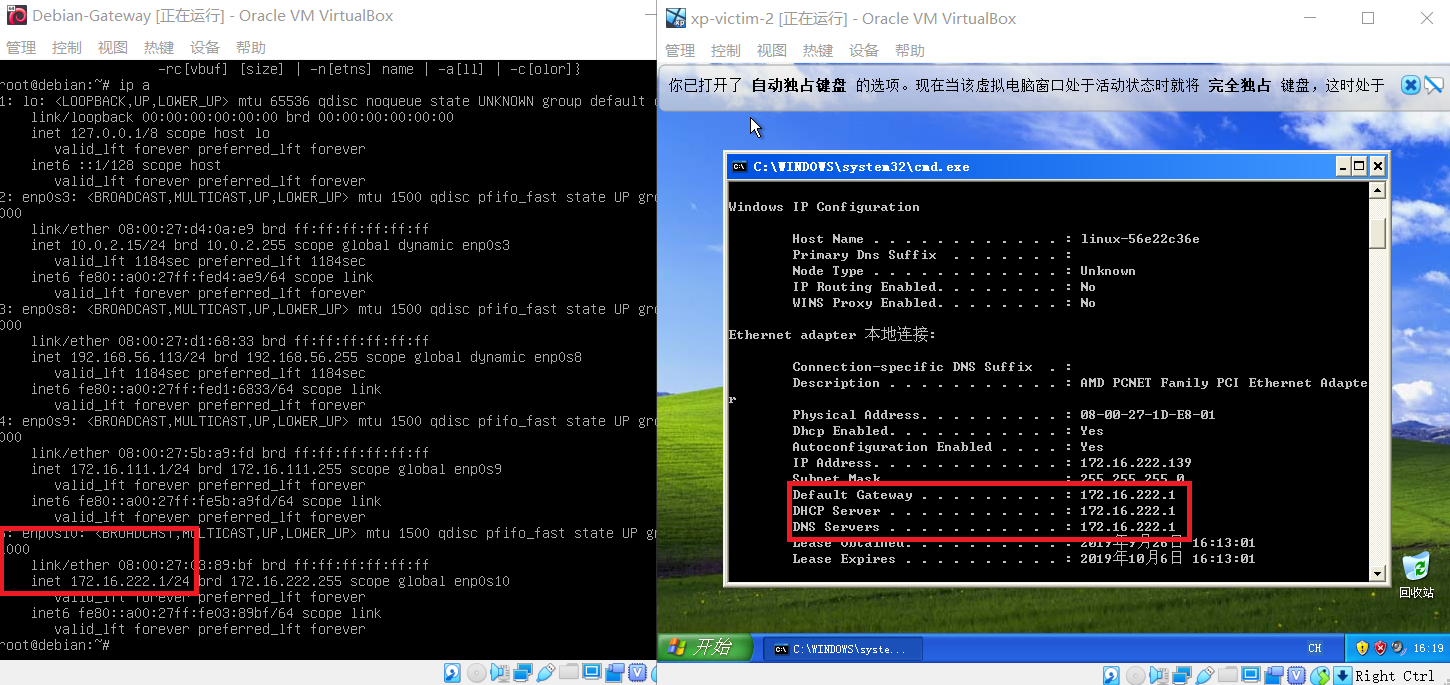 Debian-Gateway [正在运行] - Oracle VM VirtualBox
管理 控制 视图 热键 设备 帮助
-rc[vbuf] [size] | -n[etns] name | -a[ll] | -c[olor]}
root@debian:~# ip a
1: lo: <LOOPBACK,UP,LOWER_UP> mtu 65536 qdisc noqueue state UNKNOWN group default
link/loopback 00:00:00:00:00:00 brd 00:00:00:00:00:00
inet 127.0.0.1/8 scope host lo
valid_lft forever preferred_lft forever
inet6 ::1/128 scope host
valid_lft forever preferred_lft forever
2: enp0s3: <BROADCAST,MULTICAST,UP,LOWER_UP> mtu 1500 qdisc pfifo_fast state UP gr
000
link/ether 08:00:27:d4:0a:e9 brd ff:ff:ff:ff:ff:ff
inet 10.0.2.15/24 brd 10.0.2.255 scope global dynamic enp0s3
valid_lft 1184sec preferred_lft 1184sec
inet6 fe80::a00:27ff:fed4:ae9/64 scope link
valid_lft forever preferred_lft forever
3: enp0s8: <BROADCAST,MULTICAST,UP,LOWER_UP> mtu 1500 qdisc pfifo_fast state UP gr
000
link/ether 08:00:27:d1:68:33 brd ff:ff:ff:ff:ff:ff
inet 192.168.56.113/24 brd 192.168.56.255 scope global dynamic enp0s8
valid_lft 1184sec preferred_lft 1184sec
inet6 fe80::a00:27ff:fed1:6833/64 scope link
valid_lft forever preferred_lft forever
4: enp0s9: <BROADCAST,MULTICAST,UP,LOWER_UP> mtu 1500 qdisc pfifo_fast state UP gr
000
link/ether 08:00:27:5b:a9:fd brd ff:ff:ff:ff:ff:ff
inet 172.16.111.1/24 brd 172.16.111.255 scope global enp0s9
valid_lft forever preferred_lft forever
inet6 fe80::a00:27ff:fe5b:a9fd/64 scope link
valid_lft forever preferred_lft forever
enp0s10: <BROADCAST,MULTICAST,UP,LOWER_UP> mtu 1500 qdisc pfifo_fast state UP g
000
link/ether 08:00:27:03:89:bf brd ff:ff:ff:ff:ff:ff
inet 172.16.222.1/24 brd 172.16.222.255 scope global enp0s10
valid_lft forever preferred_lft forever
inet6 fe80::a00:27ff:fe03:89bf/64 scope link
valid_lft forever preferred_lft forever
root@debian:~#
xp-victim-2 [正在运行] - Oracle VM VirtualBox
管理 控制 视图 热键 设备 帮助
你已打开了 自动独占键盘 的选项。现在当该虚拟电脑窗口处于活动状态时就将 完全独占 键盘，这时处于
C:\WINDOWS\system32\cmd.exe
Windows IP Configuration
Host Name . . . . . . . . . . . . : linux-56e22c36e
Primary Dns Suffix . . . . . . . :
Node Type . . . . . . . . . . . . : Unknown
IP Routing Enabled. . . . . . . . : No
WINS Proxy Enabled. . . . . . . . : No
Ethernet adapter 本地连接:
Connection-specific DNS Suffix . :
Description . . . . . . . . . . . : AMD PCNET Family PCI Ethernet Adapte
r
Physical Address. . . . . . . . . : 08-00-27-1D-E8-01
Dhcp Enabled. . . . . . . . . . . : Yes
Autoconfiguration Enabled . . . . : Yes
IP Address. . . . . . . . . . . . : 172.16.222.139
Subnet Mask . . . . . . . . . . . : 255.255.255.0
Default Gateway . . . . . . . . . : 172.16.222.1
DHCP Server . . . . . . . . . . . : 172.16.222.1
DNS Servers . . . . . . . . . . . : 172.16.222.1
Lease Obtained. . . . . . . . . . : 2019年9月26日 16:13:01
Lease Expires . . . . . . . . . . : 2019年10月6日 16:13:01
回收站
开始
C:\WINDOWS\syste...
CH
16:19
Right Ctrl